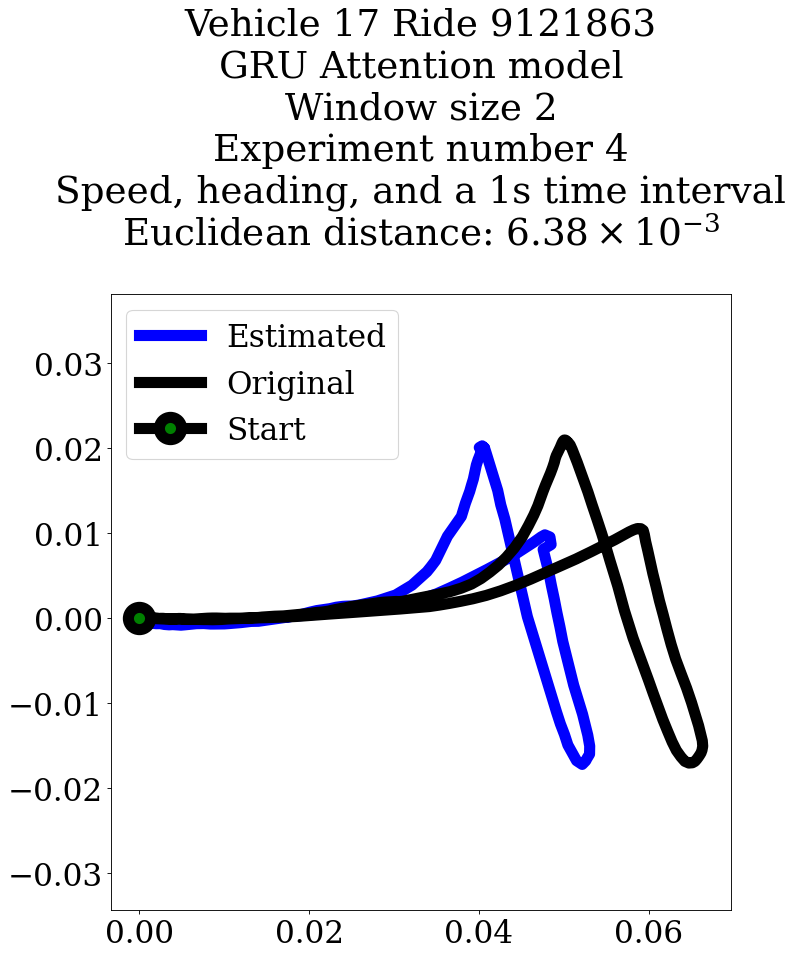 Vehicle 17 Ride 9121863
GRU Attention model
Window size 2
Experiment number 4
Speed, heading, and a 1s time interval
Euclidean distance: 6.38 × 10⁻³
Estimated
Original
Start
0.03
0.02
0.01
0.00
−0.01
−0.02
−0.03
0.00 0.02 0.04 0.06